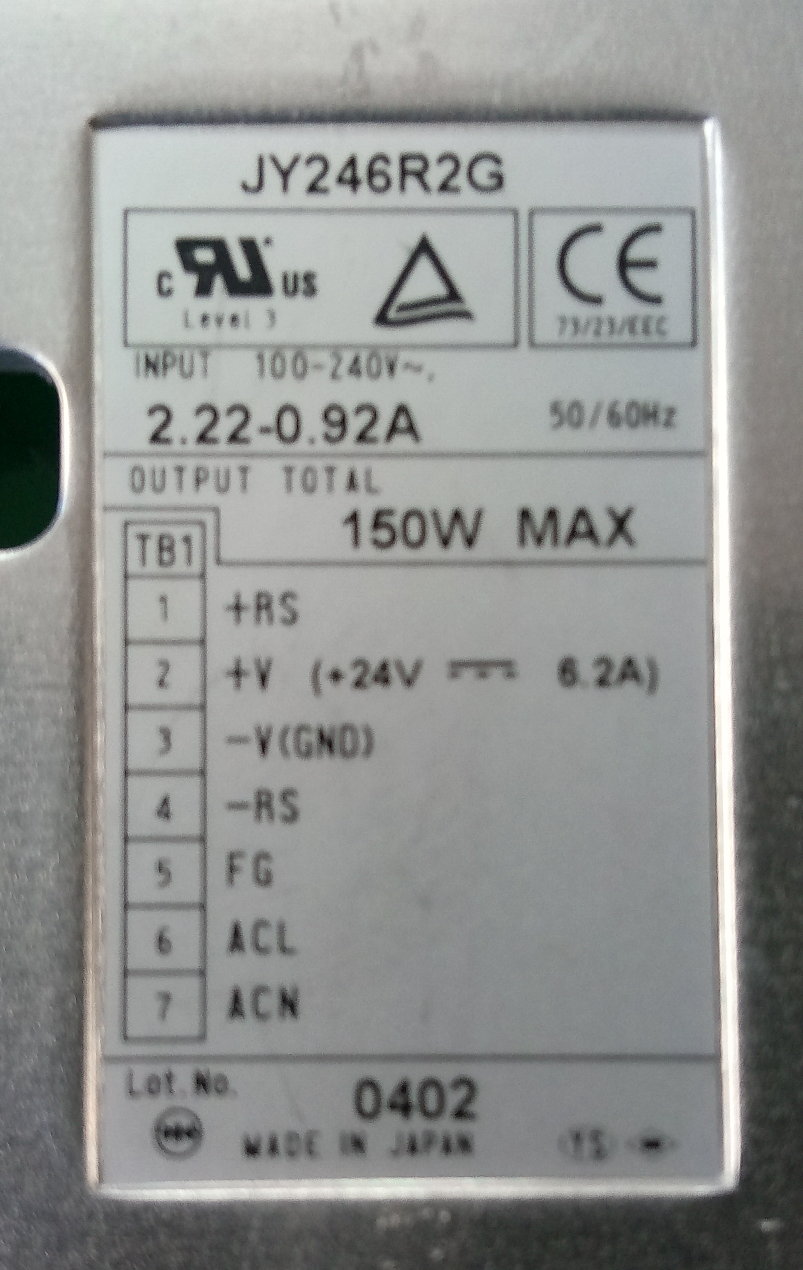 JY246R2G
c RU US
Level 3
CE
73/23/EEC
INPUT 100-240V~.
2.22-0.92A 50/60Hz
OUTPUT TOTAL
150W MAX
TB1
1 +RS
2 +V (+24V ⎓ 6.2A)
3 -V(GND)
4 -RS
5 FG
6 ACL
7 ACN
Lot.No. 0402
MADE IN JAPAN YS